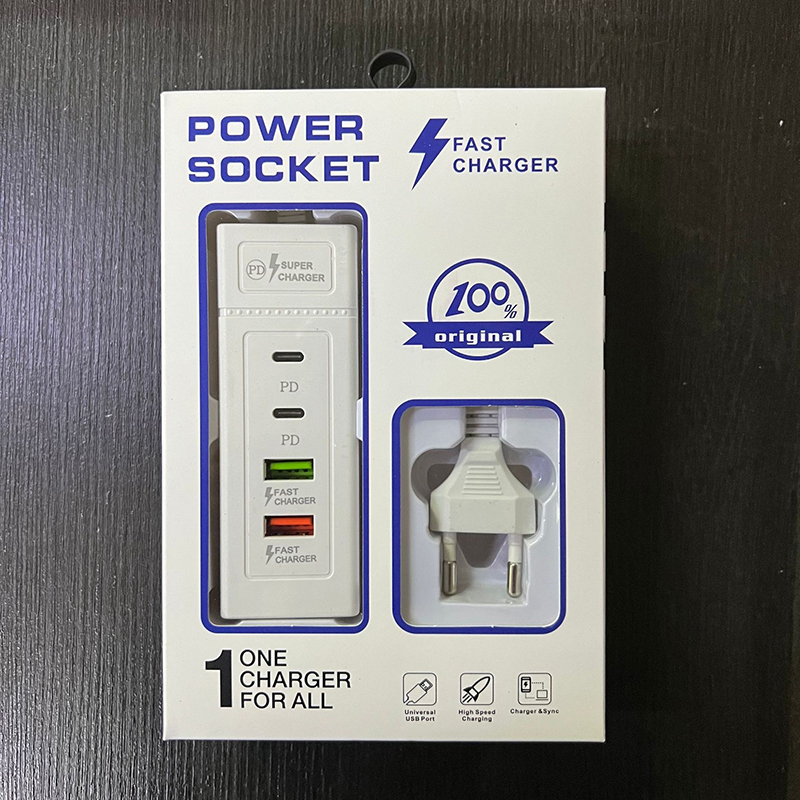 POWER
SOCKET
FAST
CHARGER
PD SUPER
CHARGER
PD
PD
FAST
CHARGER
FAST
CHARGER
100%
original
1 ONE
CHARGER
FOR ALL
Universal
USB Port
High Speed
Charging
Charger &Sync